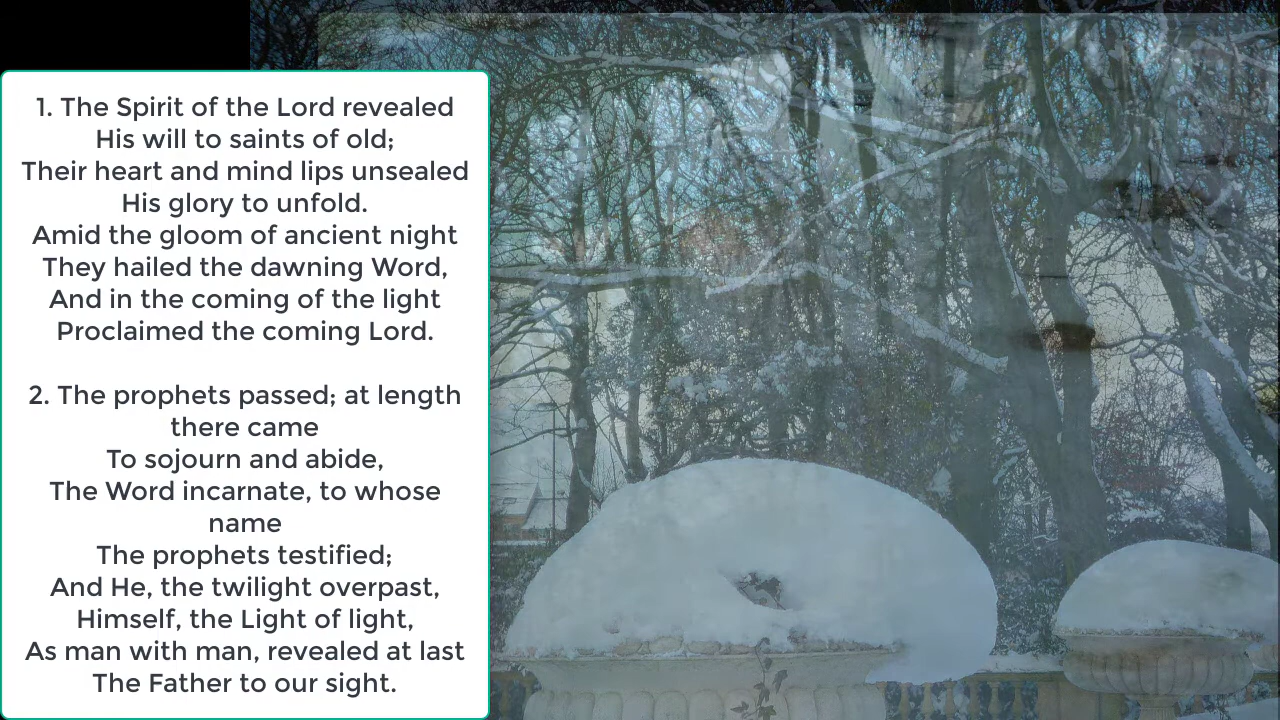 1. The Spirit of the Lord revealed
His will to saints of old;
Their heart and mind lips unsealed
His glory to unfold.
Amid the gloom of ancient night
They hailed the dawning Word,
And in the coming of the light
Proclaimed the coming Lord.
2. The prophets passed; at length
there came
To sojourn and abide,
The Word incarnate, to whose
name
The prophets testified;
And He, the twilight overpast,
Himself, the Light of light,
As man with man, revealed at last
The Father to our sight.